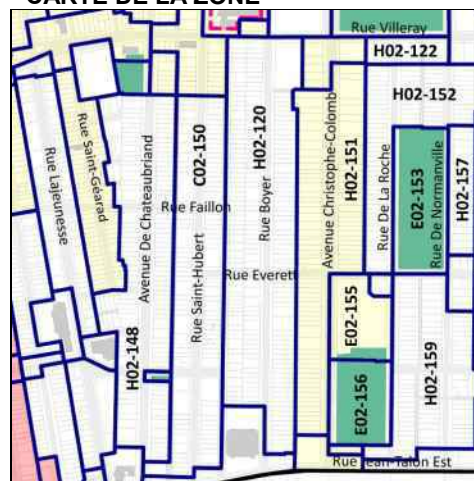 CARTE DE LA ZONE
Rue Villeray
H02-122
H02-152
Rue Saint-Géarad
Rue Lajeunesse
Avenue De Chateaubriand
C02-150
H02-120
Avenue Christophe-Colomb
H02-151
Rue De La Roche
E02-153
Rue De Normanville
H02-157
Rue Faillon
Rue Boyer
Rue Saint-Hubert
Rue Everett
H02-148
E02-155
E02-156
H02-159
Rue Jean-Talon Est